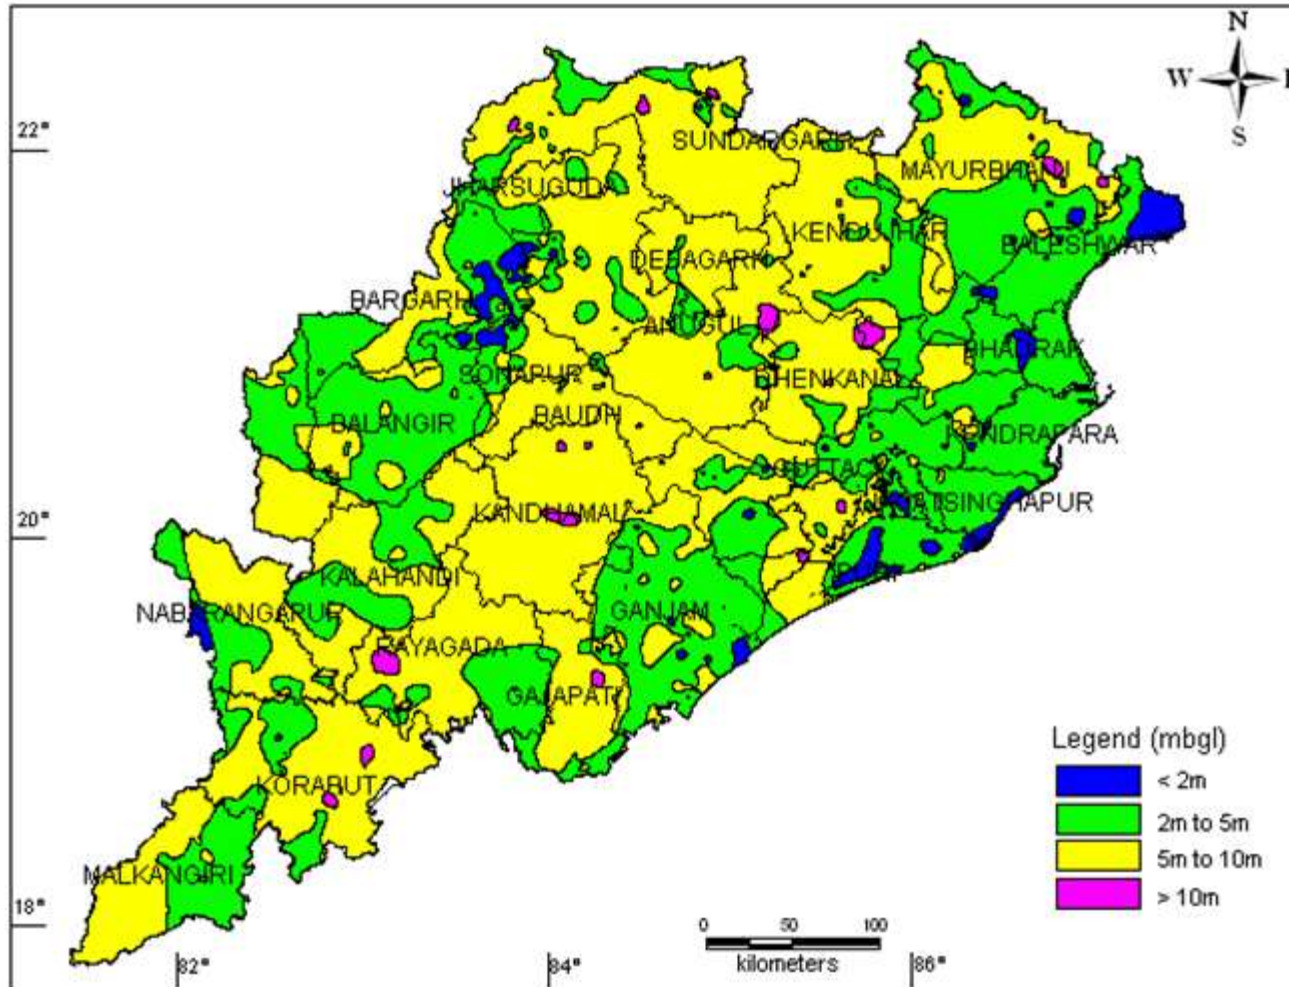 N
W
S
22°
SUNDARGARH
MAYURBHANJ
JHARSUGUDA
KENDUJHAR
BALESHWAR
DEBAGARH
BARGARH
ANUGUL
BHADRAK
SONAPUR
DHENKANAL
BAUDH
BALANGIR
KENDRAPARA
CUTTACK
JAGATSINGHAPUR
KANDHAMAL
20°
KALAHANDI
NABARANGAPUR
GANJAM
RAYAGADA
GAJAPATI
Legend (mbgl)
< 2m
KORAPUT
2m to 5m
5m to 10m
MALKANGIRI
> 10m
18°
0 50 100
kilometers
82° 84° 86°